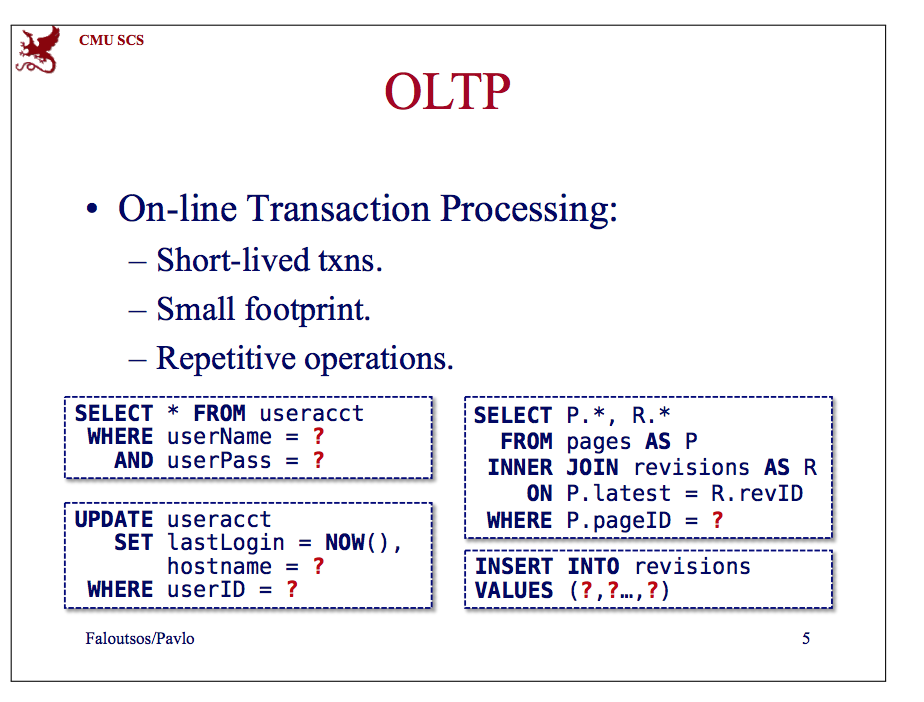 CMU SCS
OLTP
• On-line Transaction Processing:
– Short-lived txns.
– Small footprint.
– Repetitive operations.
SELECT * FROM useracct
WHERE userName = ?
AND userPass = ?
UPDATE useracct
SET lastLogin = NOW(),
hostname = ?
WHERE userID = ?
SELECT P.*, R.*
FROM pages AS P
INNER JOIN revisions AS R
ON P.latest = R.revID
WHERE P.pageID = ?
INSERT INTO revisions
VALUES (?,?…,?)
Faloutsos/Pavlo
5